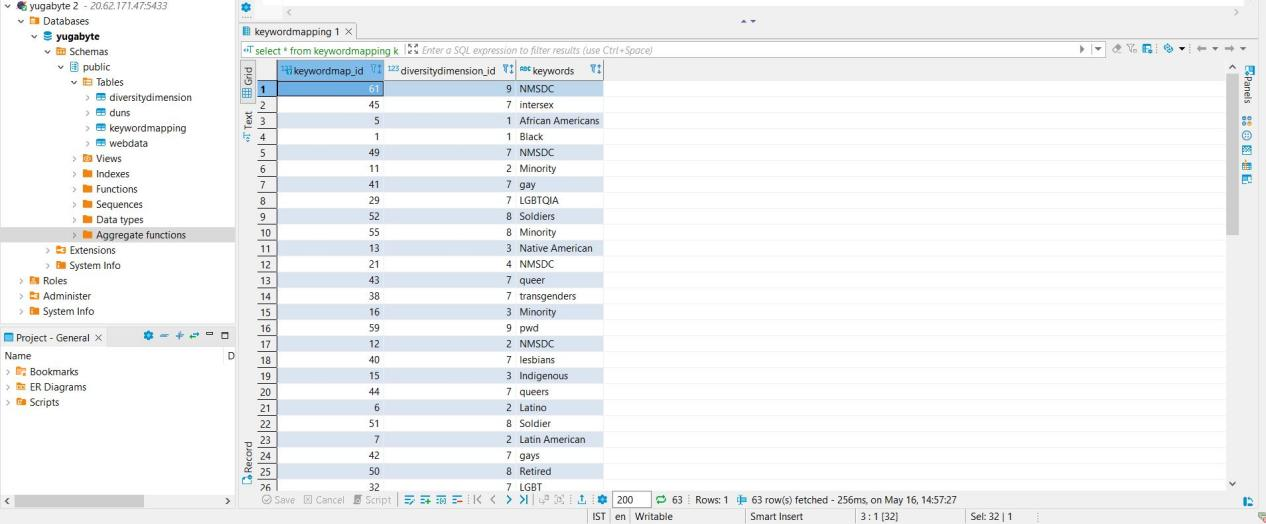 yugabyte 2 - 20.62.171.47:5433
Databases
yugabyte
Schemas
public
Tables
diversitydimension
duns
keywordmapping
webdata
Views
Indexes
Functions
Sequences
Data types
Aggregate functions
Extensions
System Info
Roles
Administer
System Info
Project - General
Name D
Bookmarks
ER Diagrams
Scripts
keywordmapping 1
select * from keywordmapping k Enter a SQL expression to filter results (use Ctrl+Space)
Grid
Text
Record
Panels
123 keywordmap_id 123 diversitydimension_id ABC keywords
1 61 9 NMSDC
2 45 7 intersex
3 5 1 African Americans
4 1 1 Black
5 49 7 NMSDC
6 11 2 Minority
7 41 7 gay
8 29 7 LGBTQIA
9 52 8 Soldiers
10 55 8 Minority
11 13 3 Native American
12 21 4 NMSDC
13 43 7 queer
14 38 7 transgenders
15 16 3 Minority
16 59 9 pwd
17 12 2 NMSDC
18 40 7 lesbians
19 15 3 Indigenous
20 44 7 queers
21 6 2 Latino
22 51 8 Soldier
23 7 2 Latin American
24 42 7 gays
25 50 8 Retired
26 32 7 LGBT
Save Cancel Script 200 63 Rows: 1 63 row(s) fetched - 256ms, on May 16, 14:57:27
IST en Writable Smart Insert 3 : 1 [32] Sel: 32 | 1